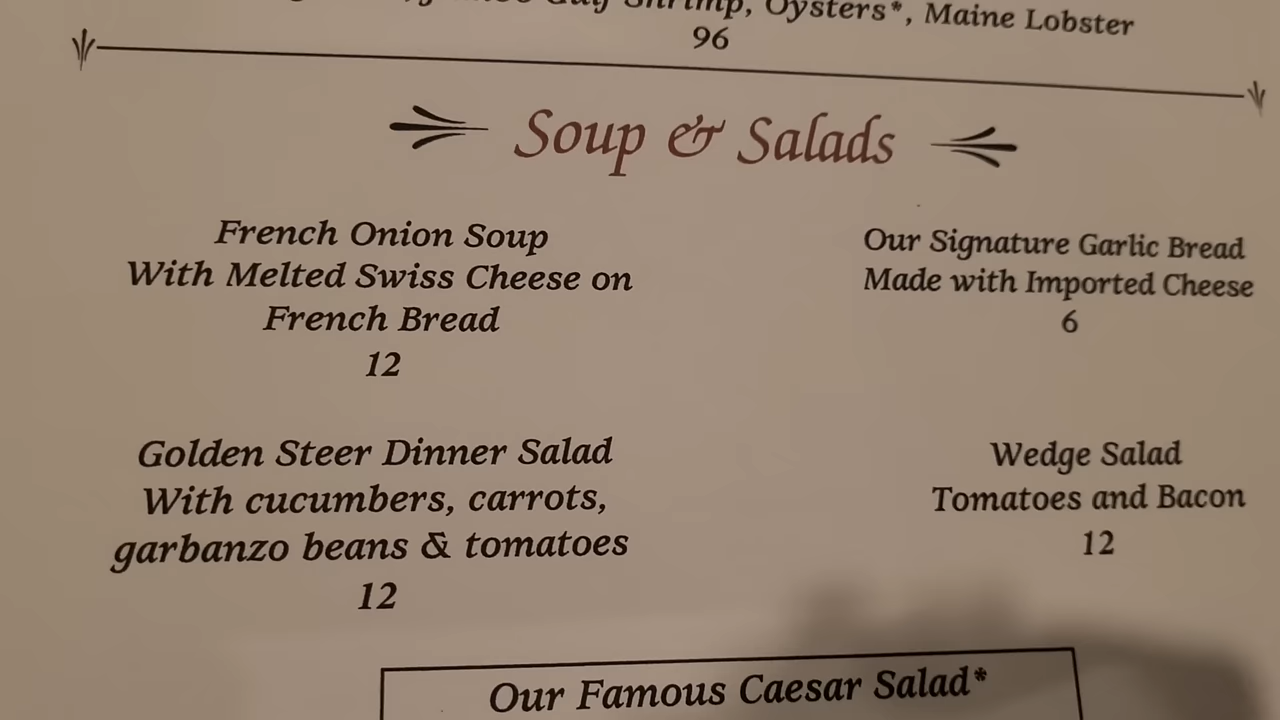 Shrimp, Oysters*, Maine Lobster
96
Soup & Salads
French Onion Soup
With Melted Swiss Cheese on
French Bread
12
Our Signature Garlic Bread
Made with Imported Cheese
6
Golden Steer Dinner Salad
With cucumbers, carrots,
garbanzo beans & tomatoes
12
Wedge Salad
Tomatoes and Bacon
12
Our Famous Caesar Salad*